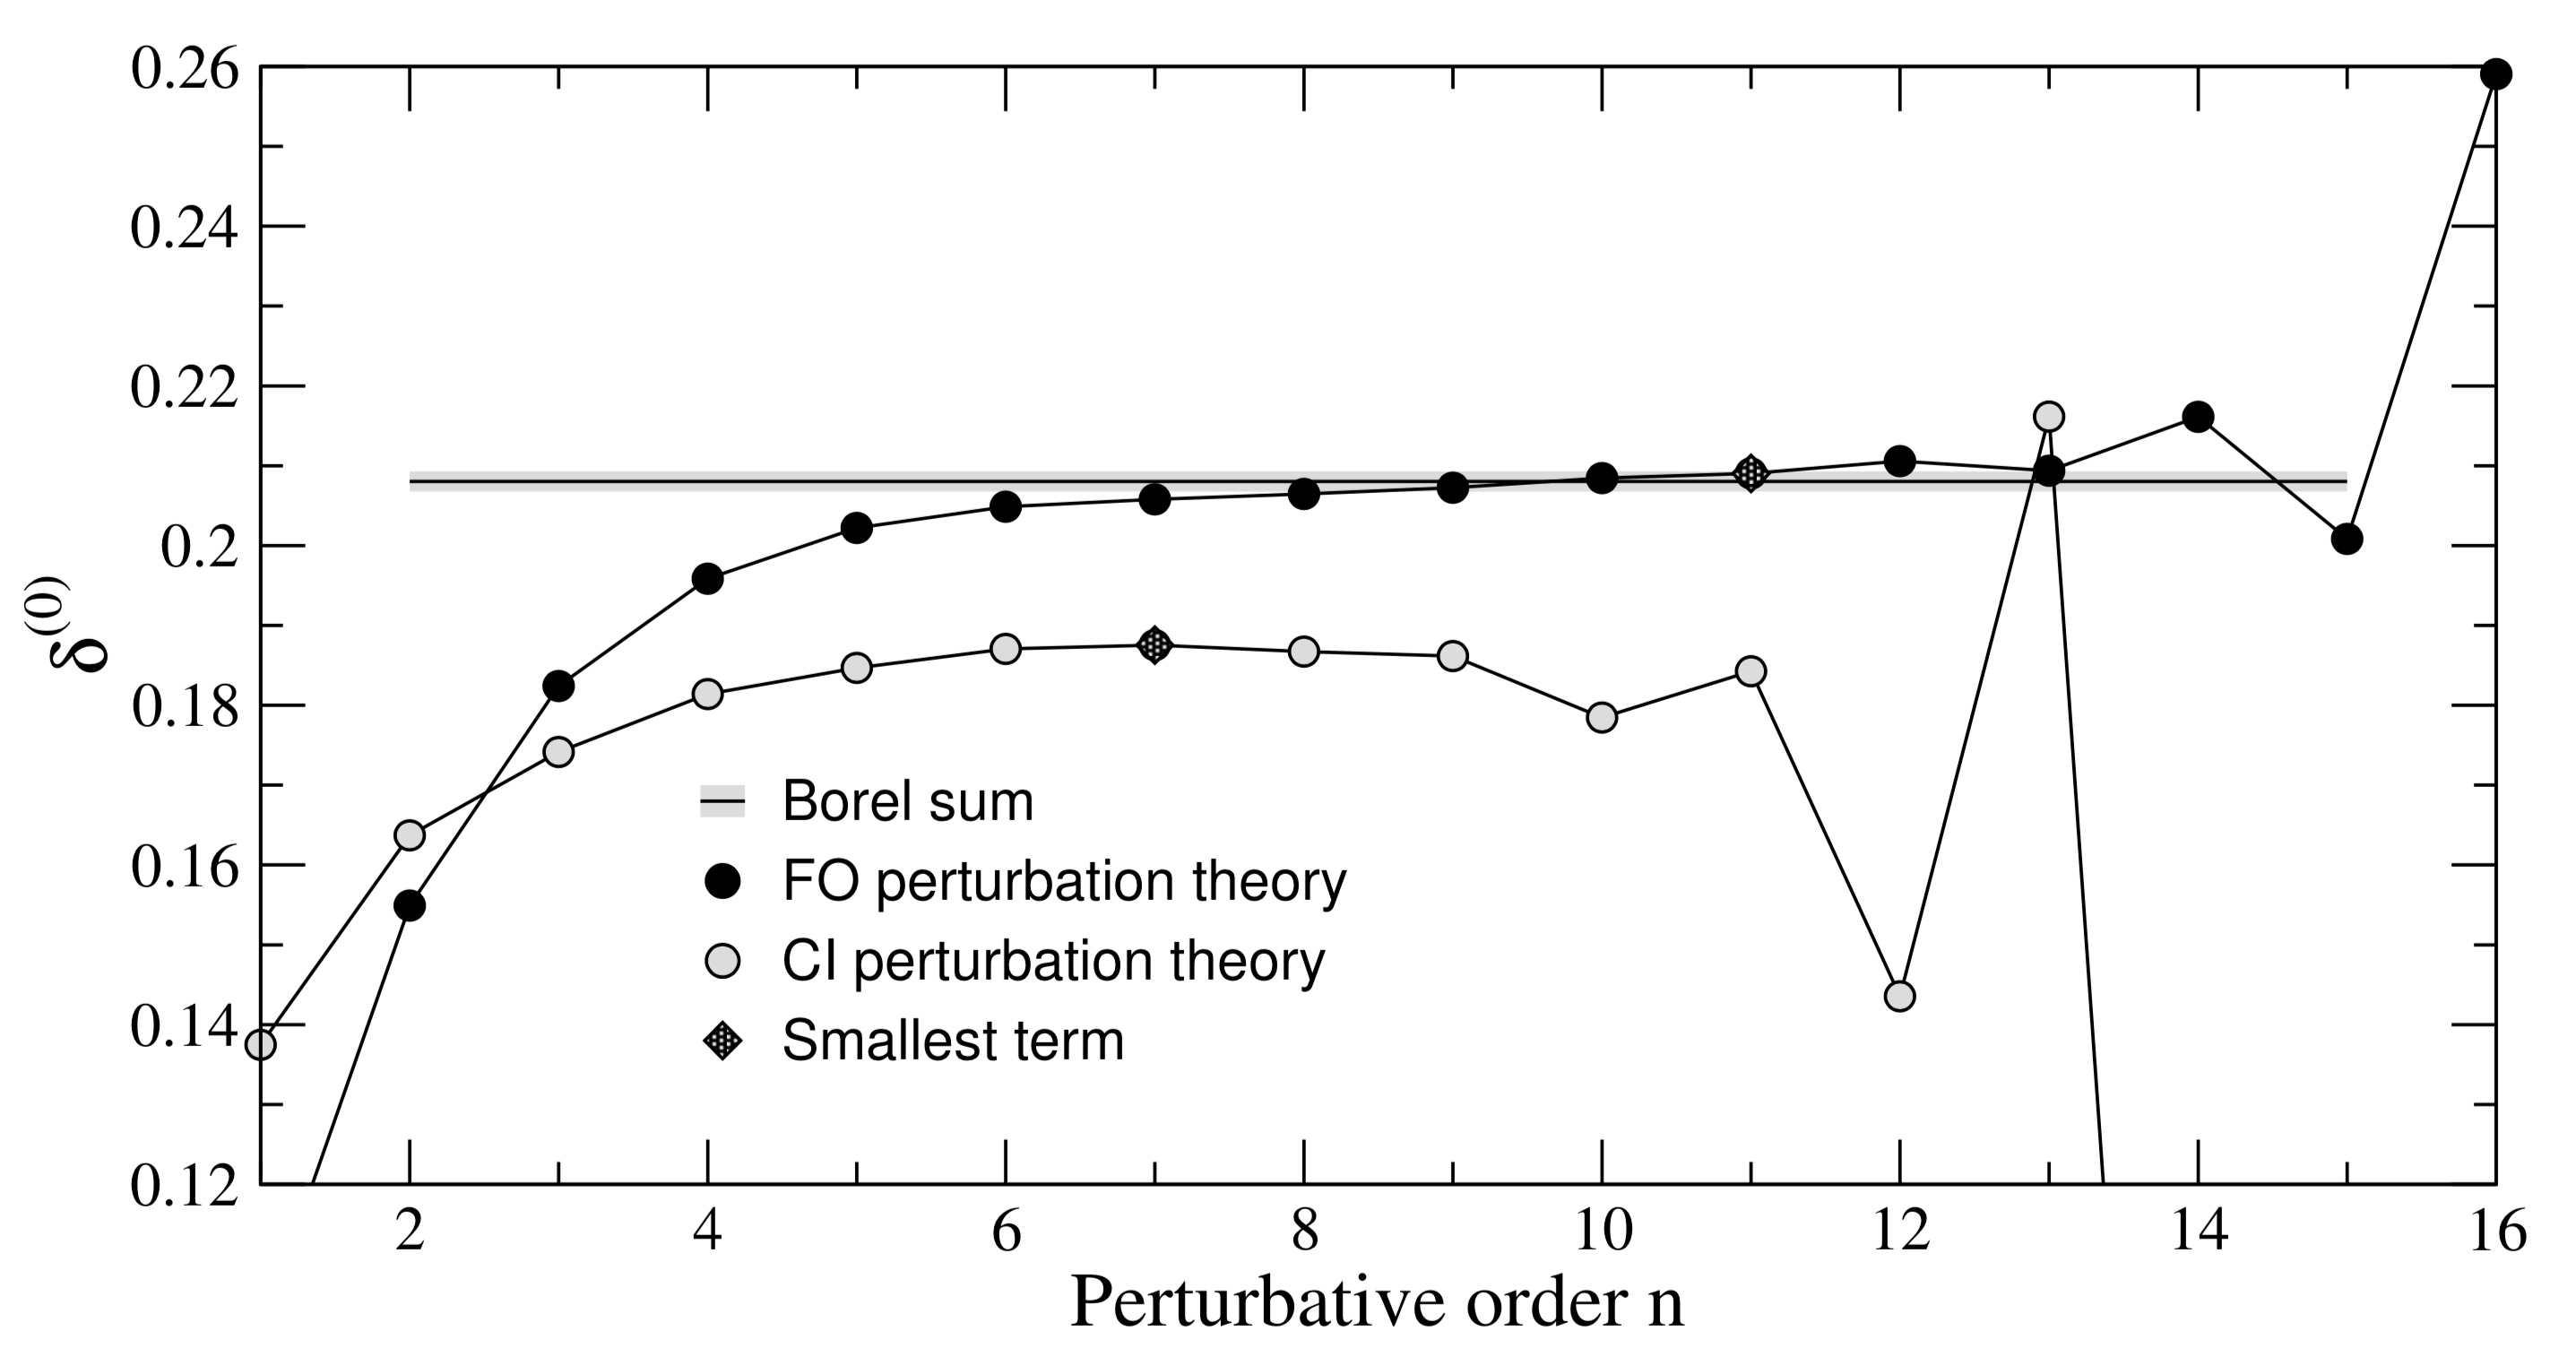 0.26
0.24
0.22
0.2
0.18
0.16
0.14
0.12
δ(0)
Borel sum
FO perturbation theory
CI perturbation theory
Smallest term
2 4 6 8 10 12 14 16
Perturbative order n